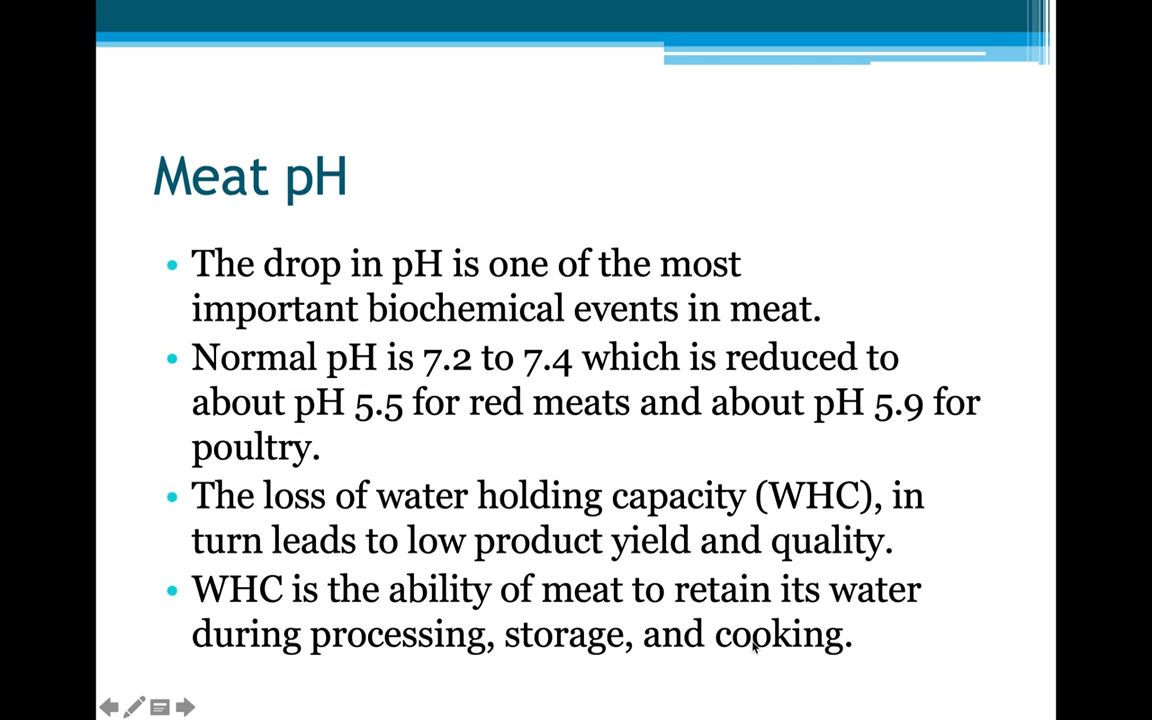 Meat pH
• The drop in pH is one of the most
important biochemical events in meat.
• Normal pH is 7.2 to 7.4 which is reduced to
about pH 5.5 for red meats and about pH 5.9 for
poultry.
• The loss of water holding capacity (WHC), in
turn leads to low product yield and quality.
• WHC is the ability of meat to retain its water
during processing, storage, and cooking.